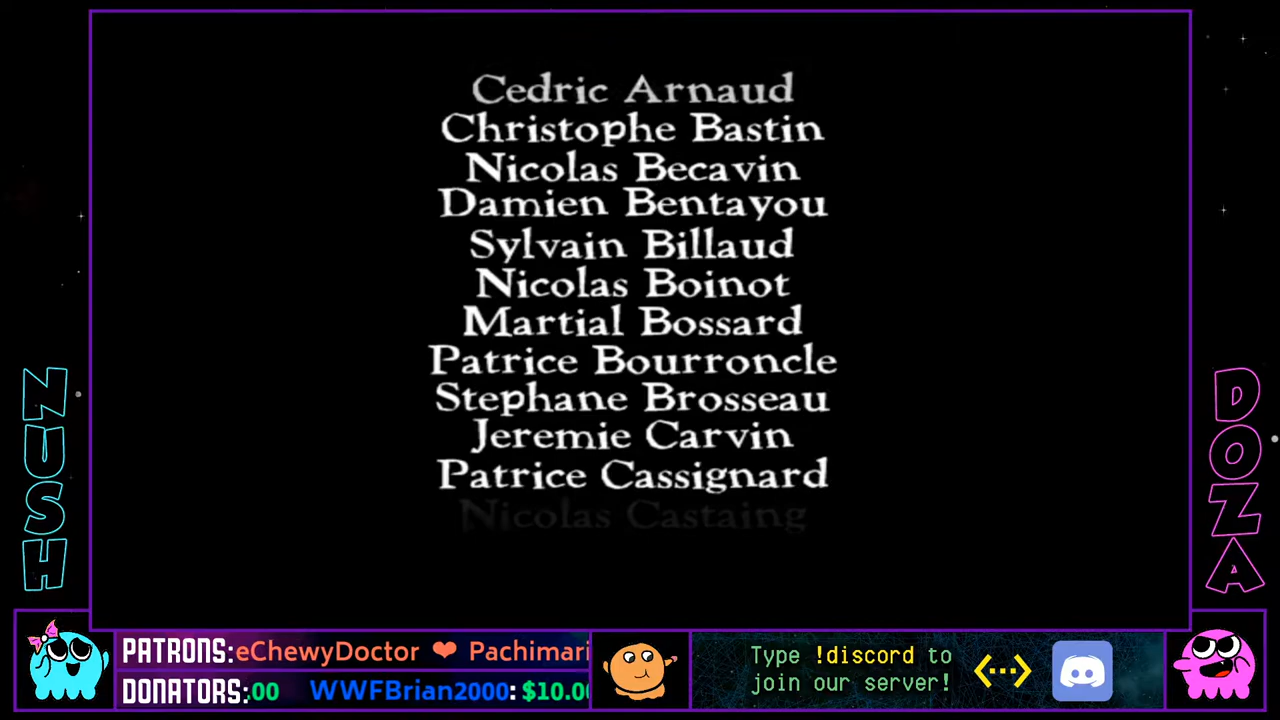 Cedric Arnaud
Christophe Bastin
Nicolas Becavin
Damien Bentayou
Sylvain Billaud
Nicolas Boinot
Martial Bossard
Patrice Bourroncle
Stephane Brosseau
Jeremie Carvin
Patrice Cassignard
Nicolas Castaing
NUSH
DOZA
PATRONS:eChewyDoctor ❤ Pachimari
DONATORS:00 WWFBrian2000: $10.00
Type !discord to
join our server!